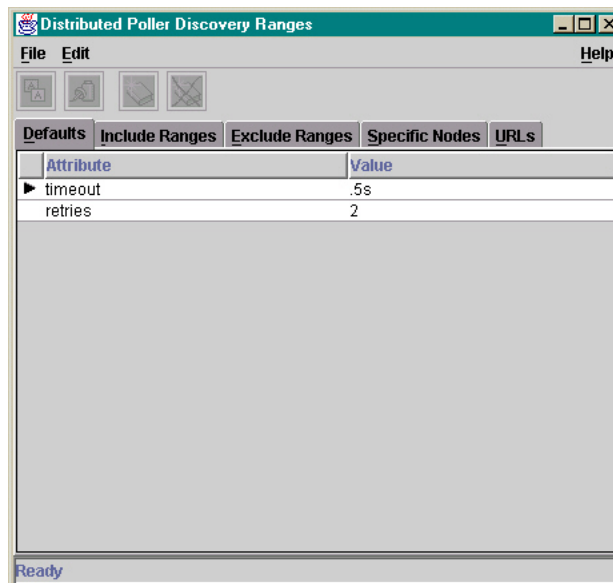 Distributed Poller Discovery Ranges
File Edit Help
Defaults Include Ranges Exclude Ranges Specific Nodes URLs
Attribute Value
timeout .5s
retries 2
Ready